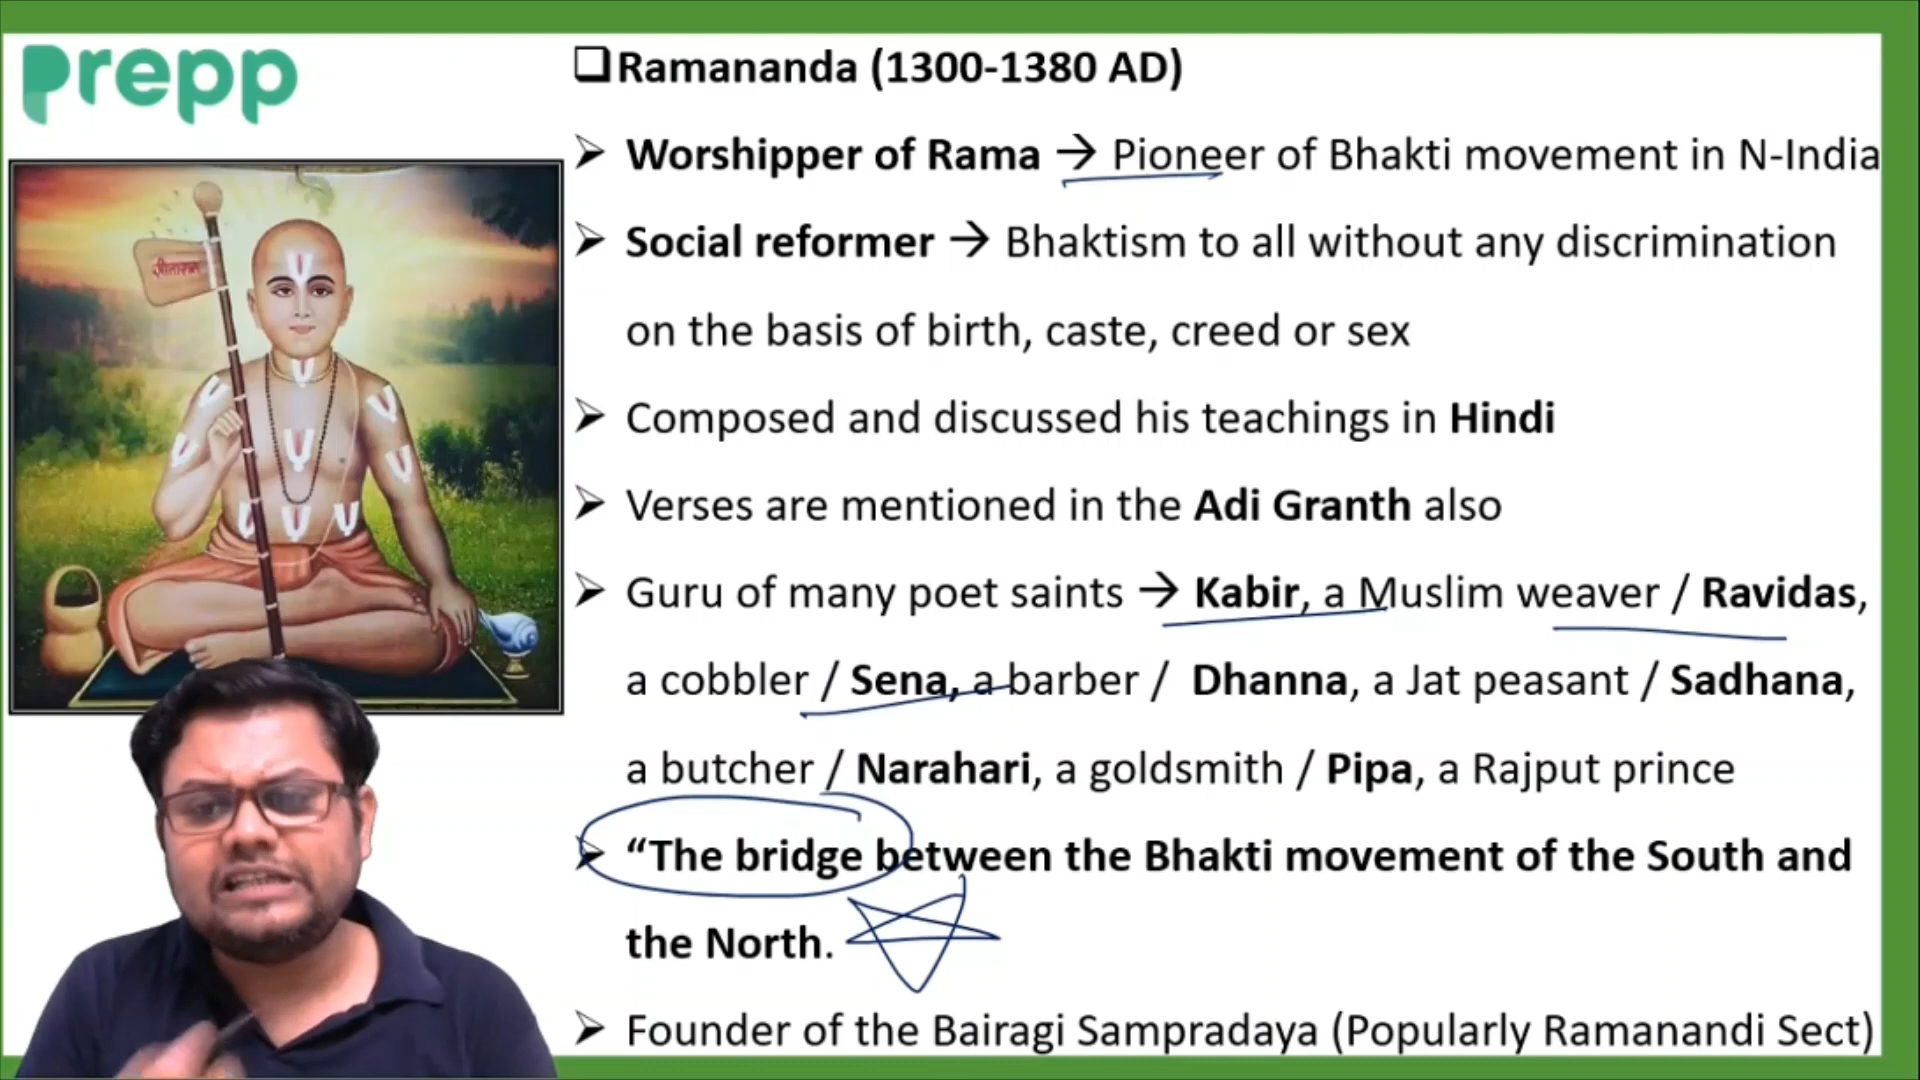 prepp
Ramananda (1300-1380 AD)
Worshipper of Rama → Pioneer of Bhakti movement in N-India
Social reformer → Bhaktism to all without any discrimination
on the basis of birth, caste, creed or sex
Composed and discussed his teachings in Hindi
Verses are mentioned in the Adi Granth also
Guru of many poet saints → Kabir, a Muslim weaver / Ravidas,
a cobbler / Sena, a barber / Dhanna, a Jat peasant / Sadhana,
a butcher / Narahari, a goldsmith / Pipa, a Rajput prince
“The bridge between the Bhakti movement of the South and
the North.
Founder of the Bairagi Sampradaya (Popularly Ramanandi Sect)